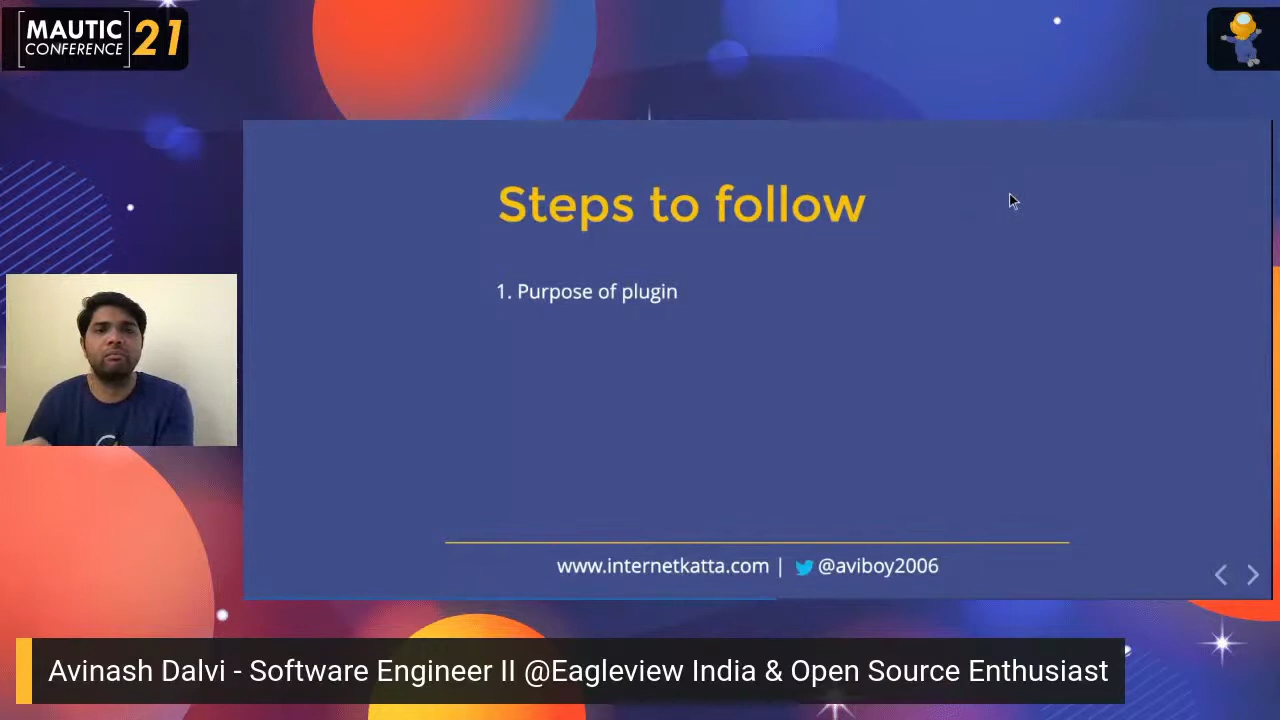 MAUTIC
CONFERENCE
21
Steps to follow
1. Purpose of plugin
www.internetkatta.com | @aviboy2006
Avinash Dalvi - Software Engineer II @Eagleview India & Open Source Enthusiast